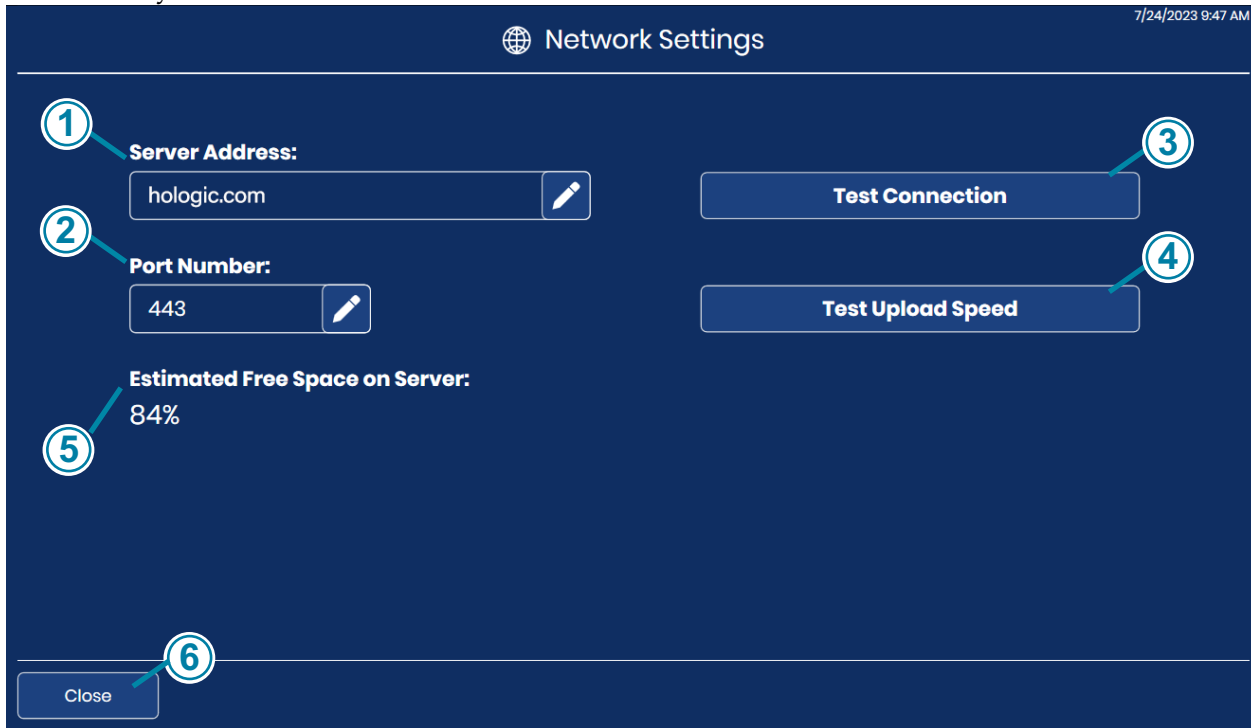 7/24/2023 9:47 AM
Network Settings
1
Server Address:
hologic.com
3
Test Connection
2
Port Number:
443
4
Test Upload Speed
Estimated Free Space on Server:
84%
5
6
Close